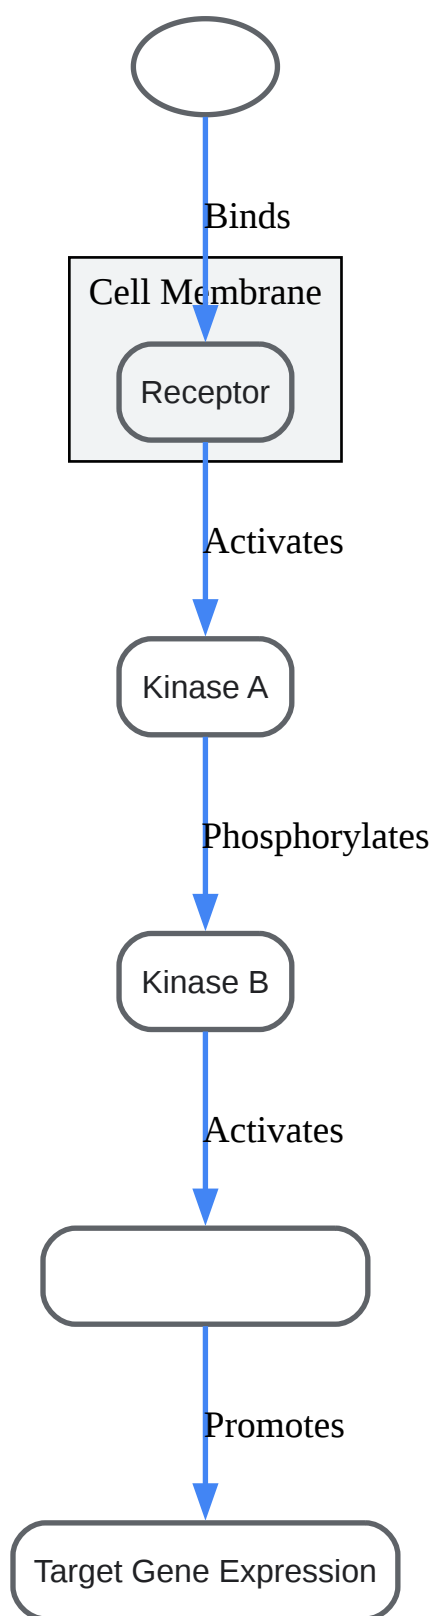 Binds
Cell Membrane
Receptor
Activates
Kinase A
Phosphorylates
Kinase B
Activates
Promotes
Target Gene Expression